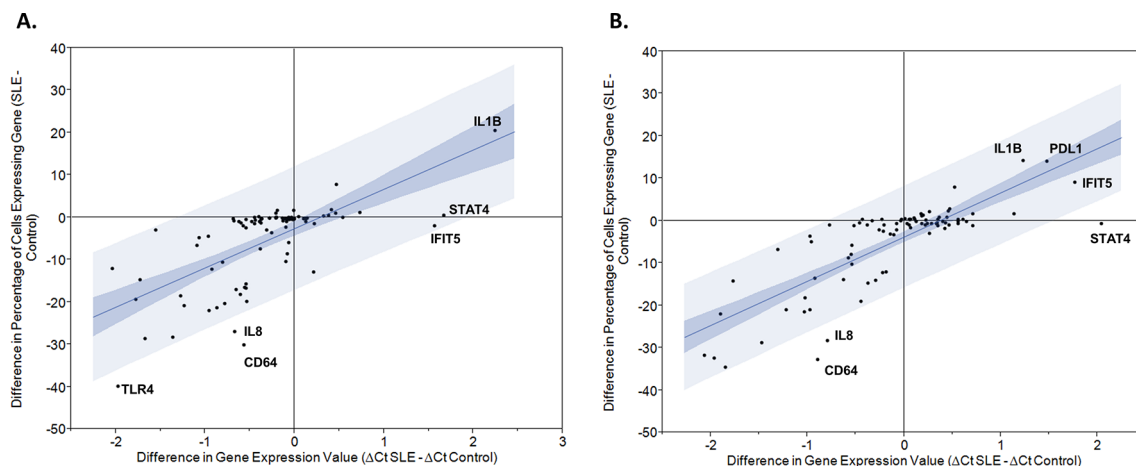 A.
Difference in Percentage of Cells Expressing Gene (SLE -
Control)
40
30
20
10
0
-10
-20
-30
-40
-50
IL1B
STAT4
IFIT5
IL8
CD64
TLR4
-2
-1
0
1
2
3
Difference in Gene Expression Value (ΔCt SLE - ΔCt Control)
B.
Difference in Percentage of Cells Expressing Gene (SLE -
Control)
40
30
20
10
0
-10
-20
-30
-40
-50
IL1B
PDL1
IFIT5
STAT4
IL8
CD64
-2
-1
0
1
2
Difference in Gene Expression Value (ΔCt SLE - ΔCt Control)